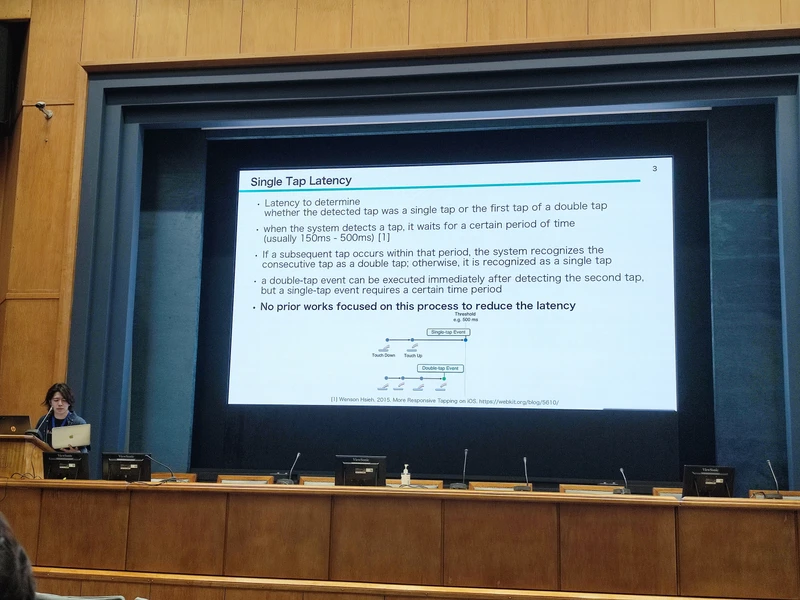 3
Single Tap Latency
• Latency to determine
whether the detected tap was a single tap or the first tap of a double tap
• when the system detects a tap, it waits for a certain period of time
(usually 150ms - 500ms) [1]
• If a subsequent tap occurs within that period, the system recognizes the
consecutive tap as a double tap; otherwise, it is recognized as a single tap
• a double-tap event can be executed immediately after detecting the second tap,
but a single-tap event requires a certain time period
• No prior works focused on this process to reduce the latency
Threshold
e.g. 500 ms
Single-tap Event
Touch Down Touch Up
Double-tap Event
[1] Wenson Hsieh, 2015. More Responsive Tapping on iOS. https://webkit.org/blog/5610/
ViewSonic
ViewSonic
ViewSonic
ViewSonic